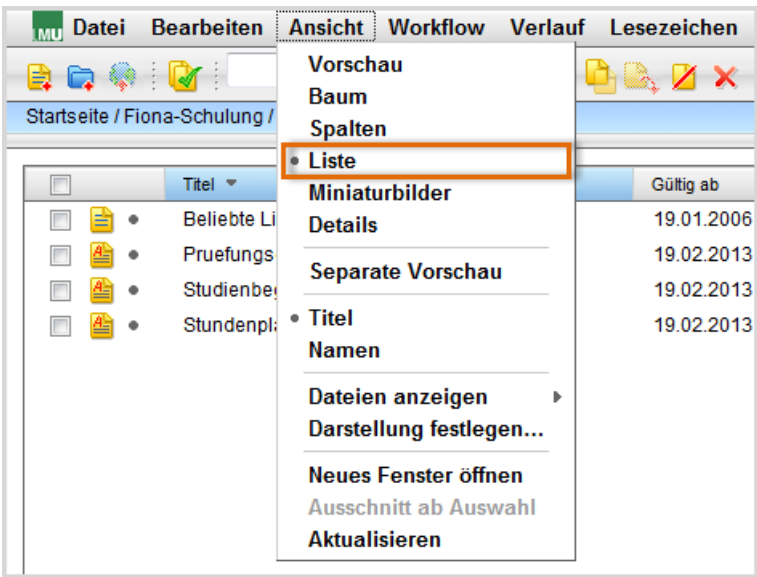 MU Datei Bearbeiten Ansicht Workflow Verlauf Lesezeichen
Startseite / Fiona-Schulung /
Vorschau
Baum
Spalten
Liste
Miniaturbilder
Details
Separate Vorschau
Titel
Namen
Dateien anzeigen
Darstellung festlegen...
Neues Fenster öffnen
Ausschnitt ab Auswahl
Aktualisieren
Titel Gültig ab
Beliebte Li 19.01.2006
Pruefungs 19.02.2013
Studienbe 19.02.2013
Stundenpl 19.02.2013